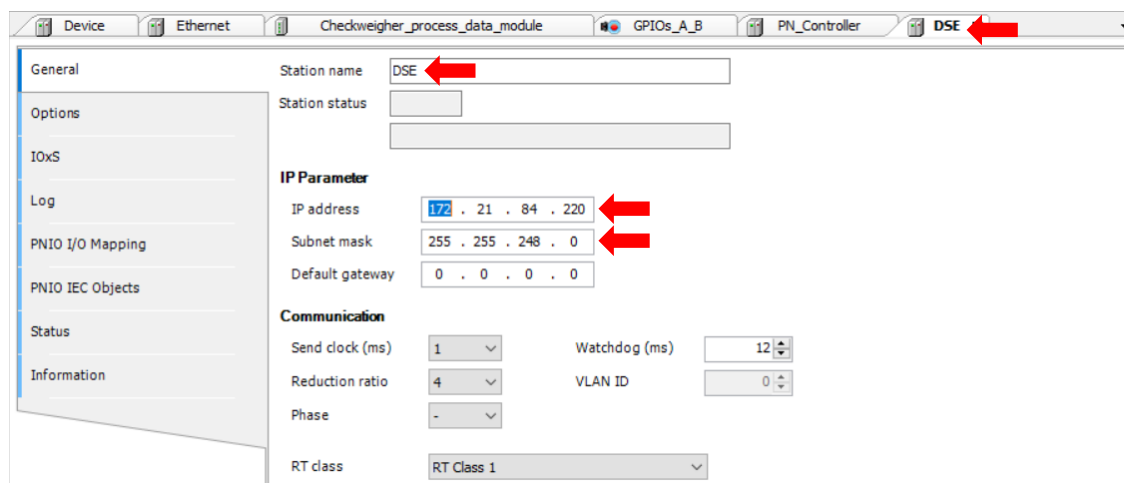 Device Ethernet Checkweigher_process_data_module GPIOs_A_B PN_Controller DSE
General
Station name DSE
Station status
Options
IOxS
IP Parameter
Log
IP address 172 . 21 . 84 . 220
PNIO I/O Mapping
Subnet mask 255 . 255 . 248 . 0
Default gateway 0 . 0 . 0 . 0
PNIO IEC Objects
Communication
Status
Send clock (ms) 1 Watchdog (ms) 12
Information
Reduction ratio 4 VLAN ID 0
Phase -
RT class RT Class 1